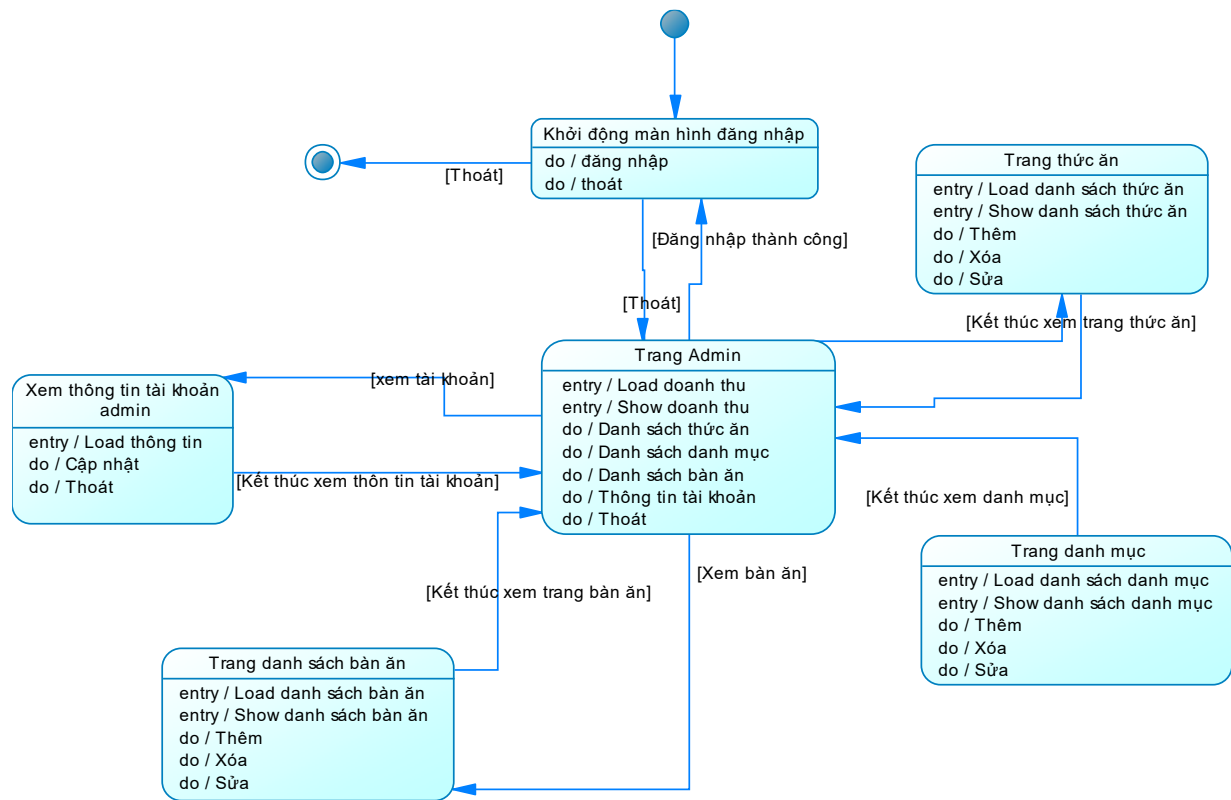 Khởi động màn hình đăng nhập
do / đăng nhập
do / thoát
[Thoát]
[Đăng nhập thành công]
[Thoát]
Trang thức ăn
entry / Load danh sách thức ăn
entry / Show danh sách thức ăn
do / Thêm
do / Xóa
do / Sửa
[Kết thúc xem trang thức ăn]
Trang Admin
entry / Load doanh thu
entry / Show doanh thu
do / Danh sách thức ăn
do / Danh sách danh mục
do / Danh sách bàn ăn
do / Thông tin tài khoản
do / Thoát
[xem tài khoản]
Xem thông tin tài khoản
admin
entry / Load thông tin
do / Cập nhật
do / Thoát
[Kết thúc xem thôn tin tài khoản]
[Kết thúc xem danh mục]
Trang danh mục
entry / Load danh sách danh mục
entry / Show danh sách danh mục
do / Thêm
do / Xóa
do / Sửa
[Xem bàn ăn]
[Kết thúc xem trang bàn ăn]
Trang danh sách bàn ăn
entry / Load danh sách bàn ăn
entry / Show danh sách bàn ăn
do / Thêm
do / Xóa
do / Sửa